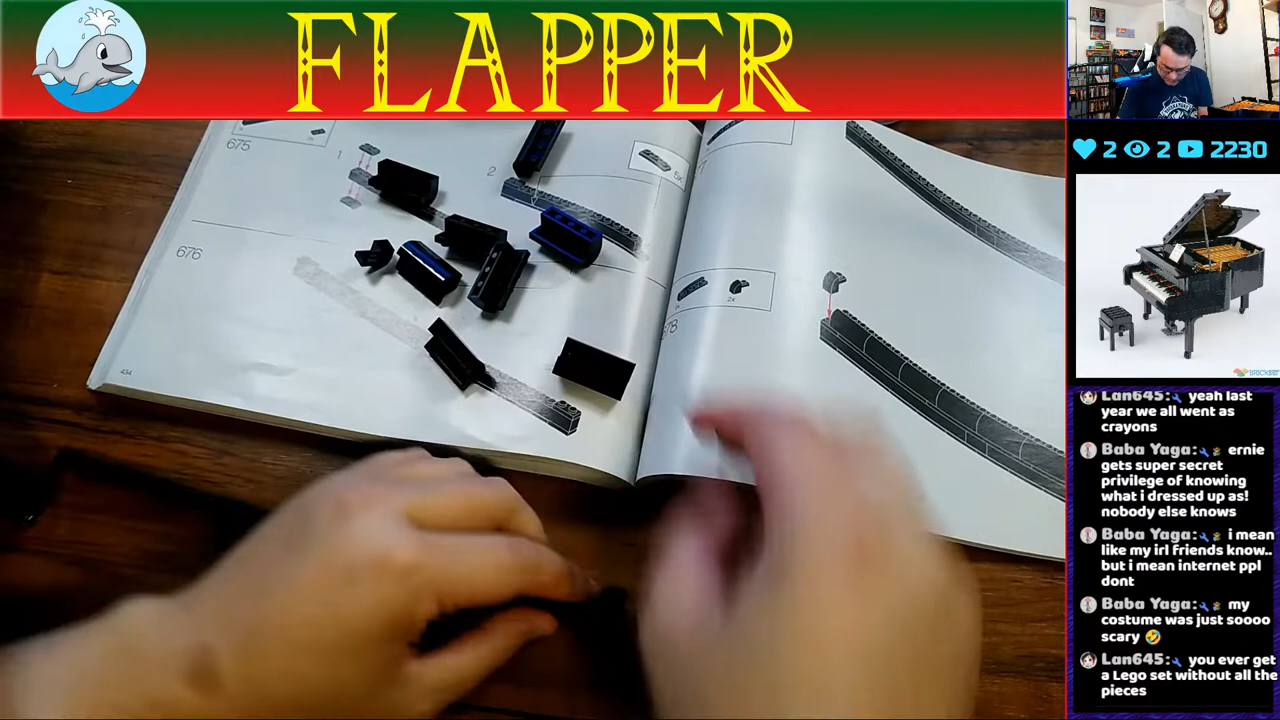 FLAPPER
2 2 2230
675
1
2
5x
676
2x
434
BRICKSET
Lan645: yeah last
year we all went as
crayons
Baba Yaga: ernie
gets super secret
privilege of knowing
what i dressed up as!
nobody else knows
Baba Yaga: i mean
like my irl friends know..
but i mean internet ppl
dont
Baba Yaga: my
costume was just soooo
scary 🤣
Lan645: you ever get
a Lego set without all the
pieces